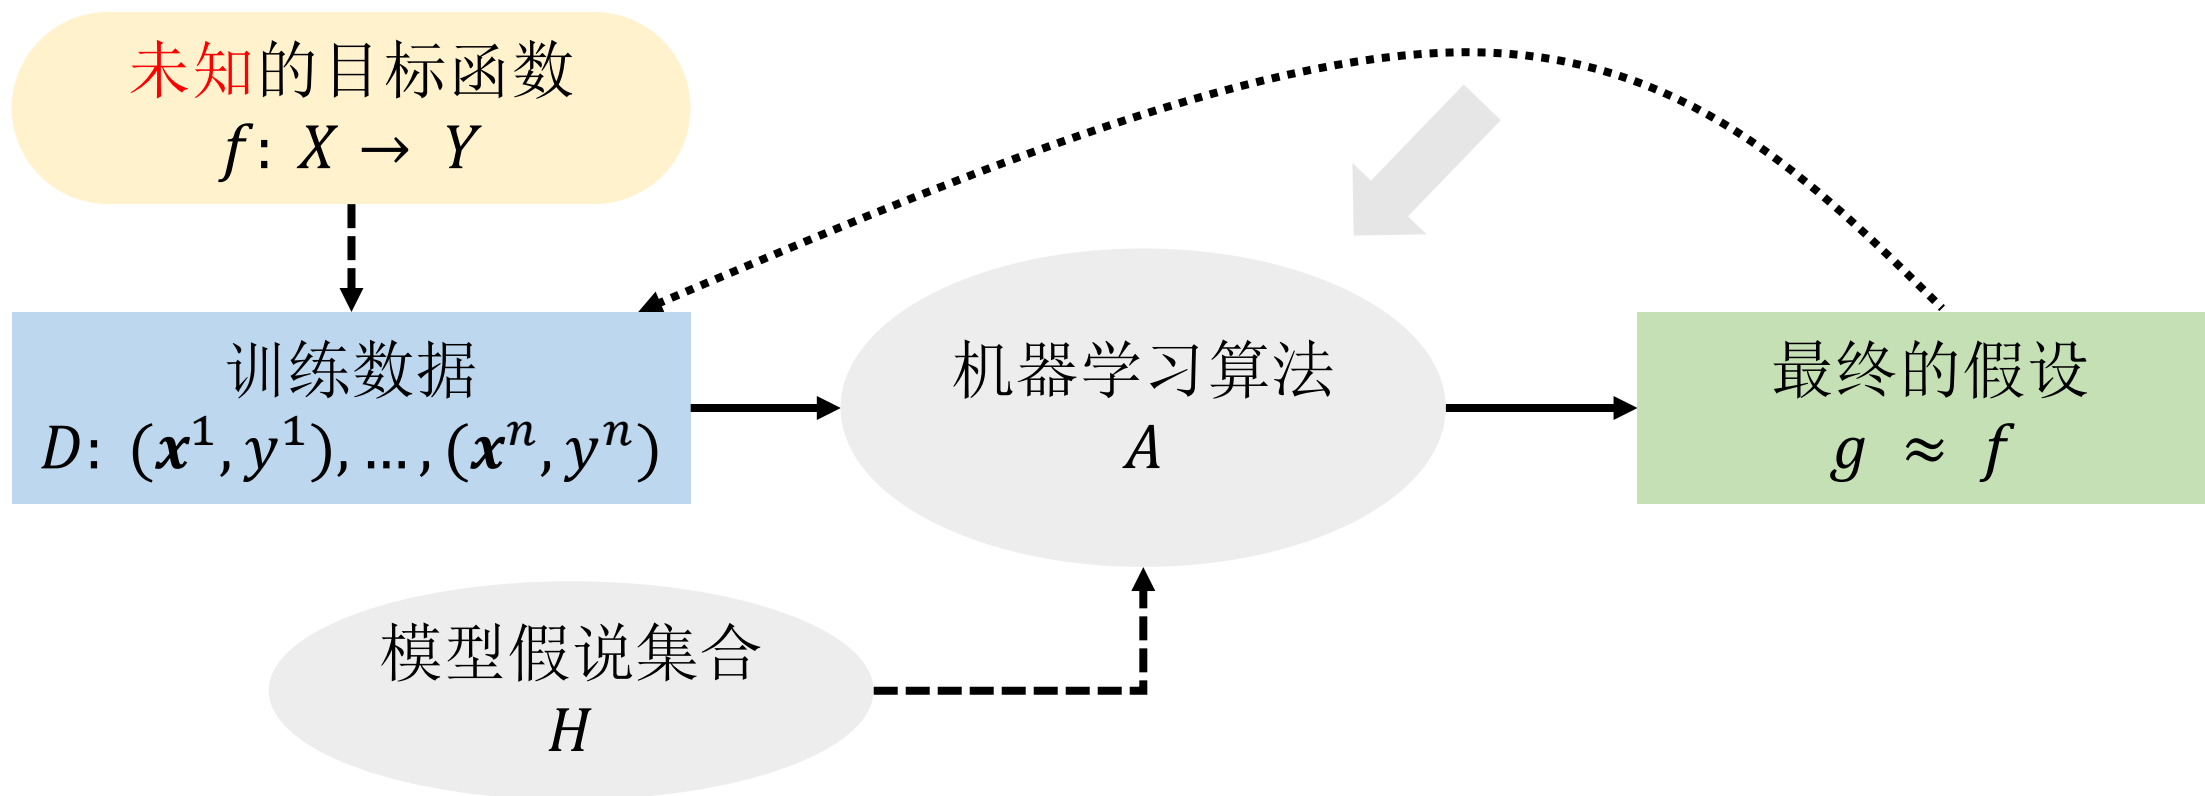 未知的目标函数
f: X → Y
训练数据
D: (x¹, y¹), … , (xⁿ, yⁿ)
机器学习算法
A
最终的假设
g ≈ f
模型假说集合
H